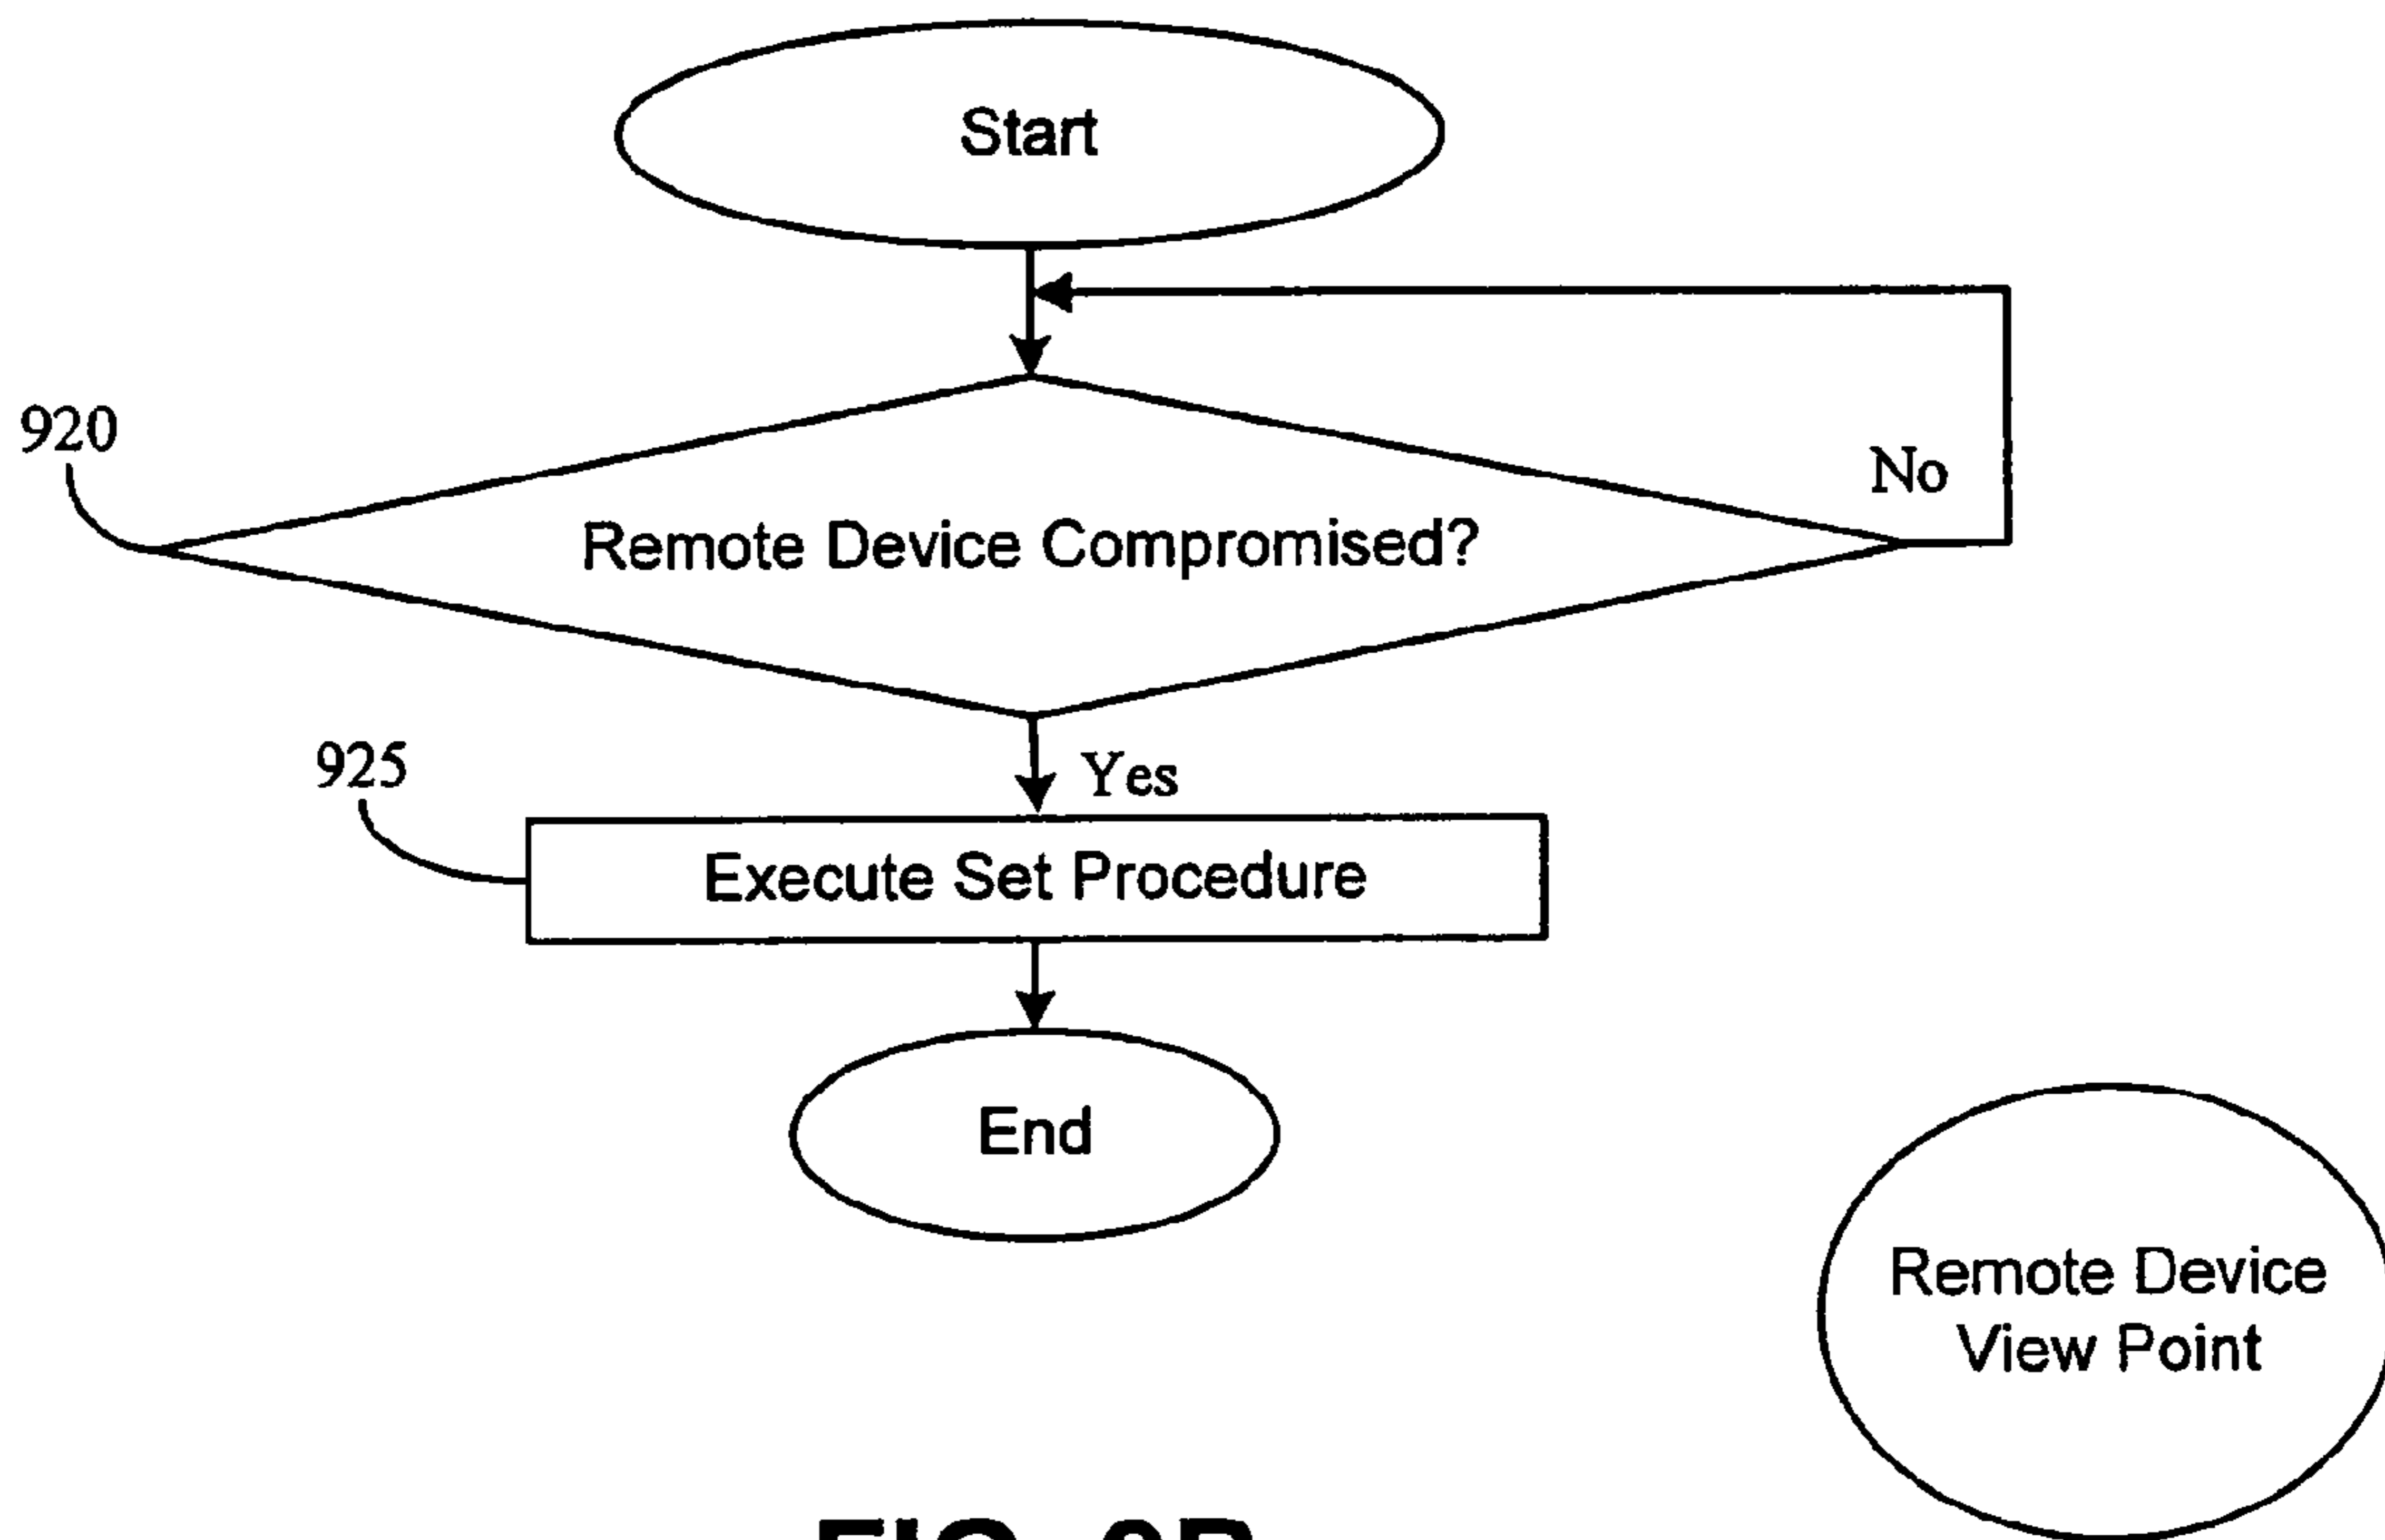 Start
920
No
Remote Device Compromised?
925
Yes
Execute Set Procedure
End
Remote Device
View Point